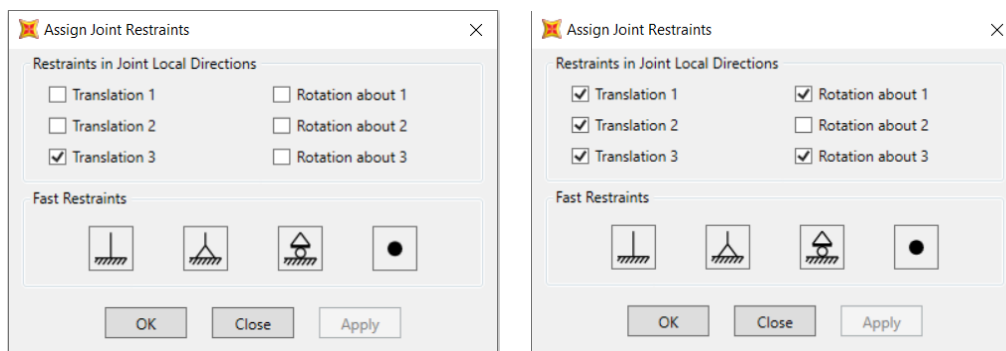 Assign Joint Restraints
Restraints in Joint Local Directions
Translation 1 Rotation about 1
Translation 2 Rotation about 2
Translation 3 Rotation about 3
Fast Restraints
OK Close Apply
Assign Joint Restraints
Restraints in Joint Local Directions
Translation 1 Rotation about 1
Translation 2 Rotation about 2
Translation 3 Rotation about 3
Fast Restraints
OK Close Apply